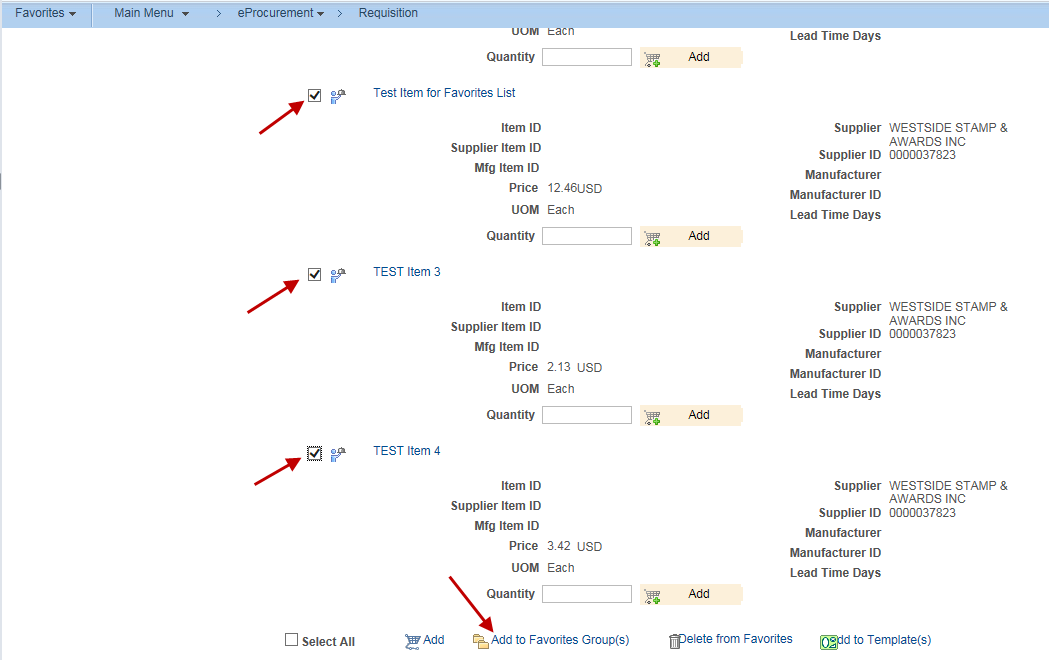 Favorites Main Menu > eProcurement > Requisition
UOM Each
Lead Time Days
Quantity Add
Test Item for Favorites List
Item ID Supplier WESTSIDE STAMP &
AWARDS INC
Supplier Item ID Supplier ID 0000037823
Mfg Item ID Manufacturer
Price 12.46USD Manufacturer ID
UOM Each Lead Time Days
Quantity Add
TEST Item 3
Item ID Supplier WESTSIDE STAMP &
AWARDS INC
Supplier Item ID Supplier ID 0000037823
Mfg Item ID Manufacturer
Price 2.13 USD Manufacturer ID
UOM Each Lead Time Days
Quantity Add
TEST Item 4
Item ID Supplier WESTSIDE STAMP &
AWARDS INC
Supplier Item ID Supplier ID 0000037823
Mfg Item ID Manufacturer
Price 3.42 USD Manufacturer ID
UOM Each Lead Time Days
Quantity Add
Select All Add Add to Favorites Group(s) Delete from Favorites dd to Template(s)